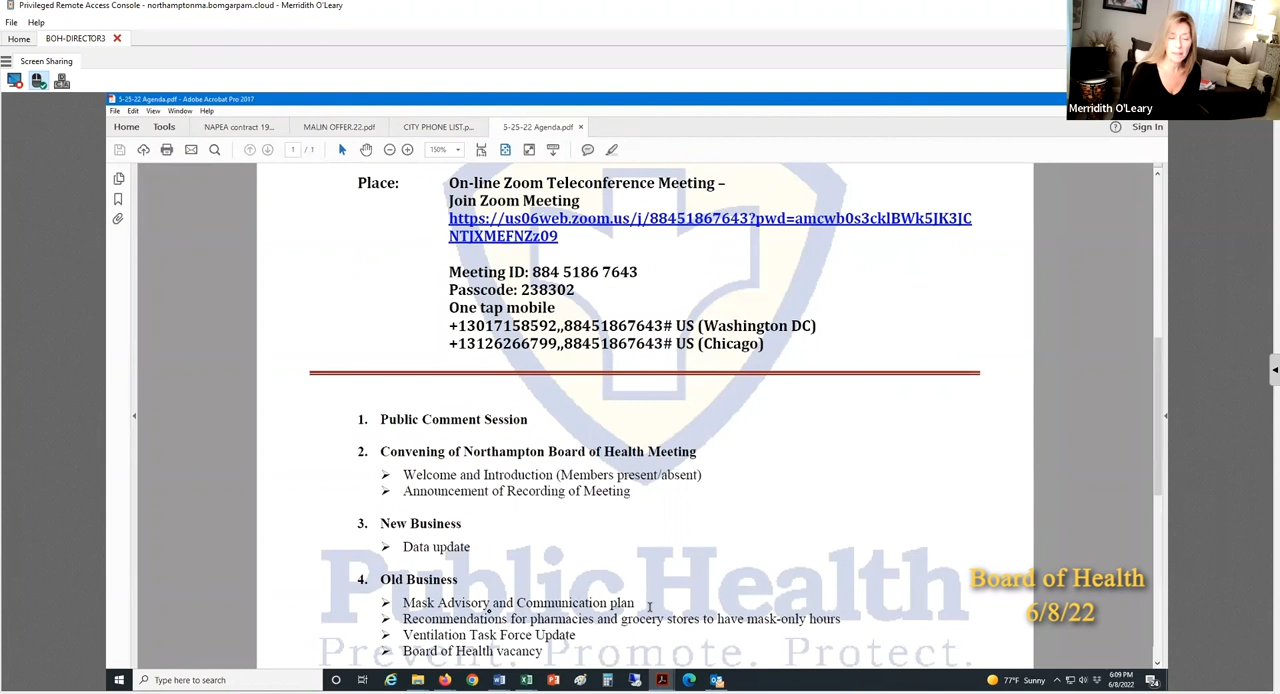 Privileged Remote Access Console - northamptonma.bomgarpam.cloud - Merridith O'Leary
File Help
Home BOH-DIRECTOR3
Screen Sharing
Merridith O'Leary
5-25-22 Agenda.pdf - Adobe Acrobat Pro 2017
File Edit View Window Help
Home Tools NAPEA contract 19... MALIN OFFER.22.pdf CITY PHONE LIST.p... 5-25-22 Agenda.pdf × Sign In
1 / 1 150%
Place: On-line Zoom Teleconference Meeting –
Join Zoom Meeting
https://us06web.zoom.us/j/88451867643?pwd=amcwb0s3cklBWk5JK3JC
NTJXMEFNZz09
Meeting ID: 884 5186 7643
Passcode: 238302
One tap mobile
+13017158592,,88451867643# US (Washington DC)
+13126266799,,88451867643# US (Chicago)
1. Public Comment Session
2. Convening of Northampton Board of Health Meeting
Welcome and Introduction (Members present/absent)
Announcement of Recording of Meeting
3. New Business
Data update
4. Old Business
Mask Advisory and Communication plan
Recommendations for pharmacies and grocery stores to have mask-only hours
Ventilation Task Force Update
Board of Health vacancy
Public Health
Prevent. Promote. Protect.
Board of Health
6/8/22
Type here to search
77°F Sunny
6:09 PM
6/8/2022
24